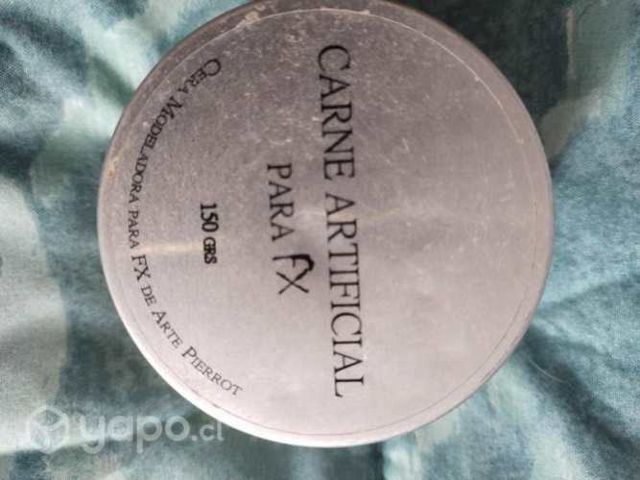 CARNE ARTIFICIAL
PARA FX
150 GRS
CERA MODELADORA PARA FX DE ARTE PIERROT
yapo.cl